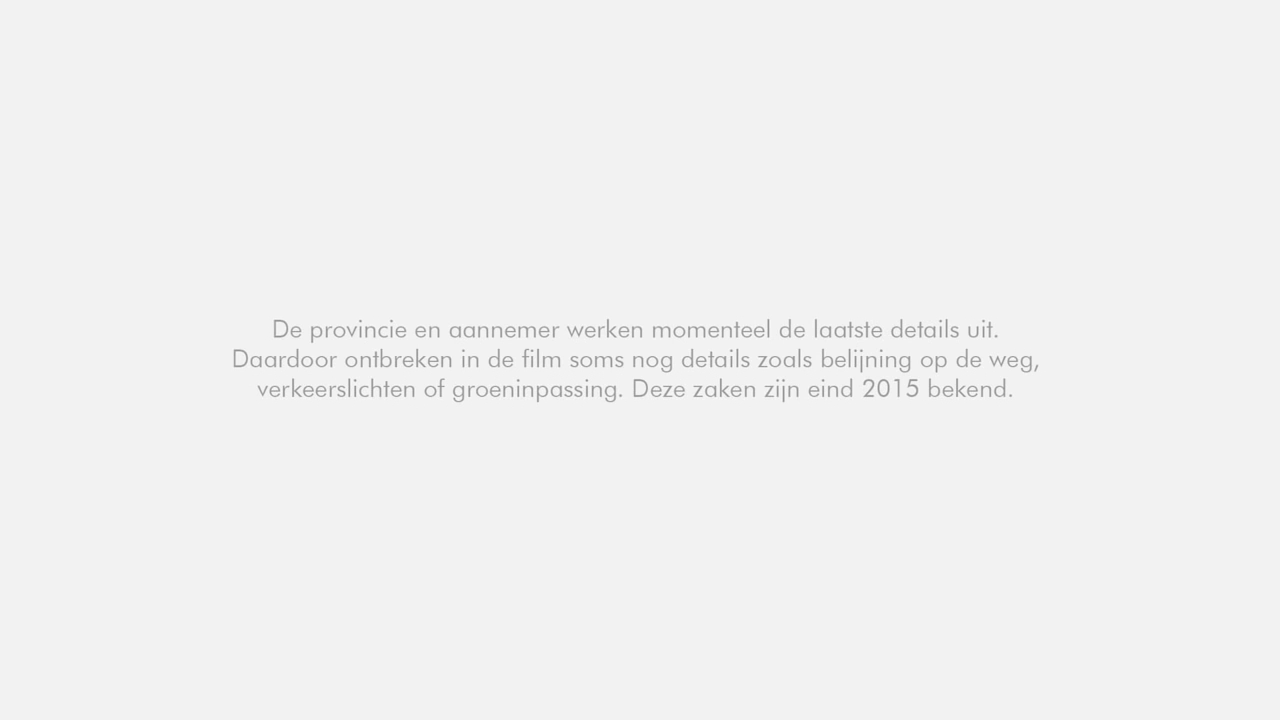 De provincie en aannemer werken momenteel de laatste details uit.
Daardoor ontbreken in de film soms nog details zoals belijning op de weg,
verkeerslichten of groeninpassing. Deze zaken zijn eind 2015 bekend.